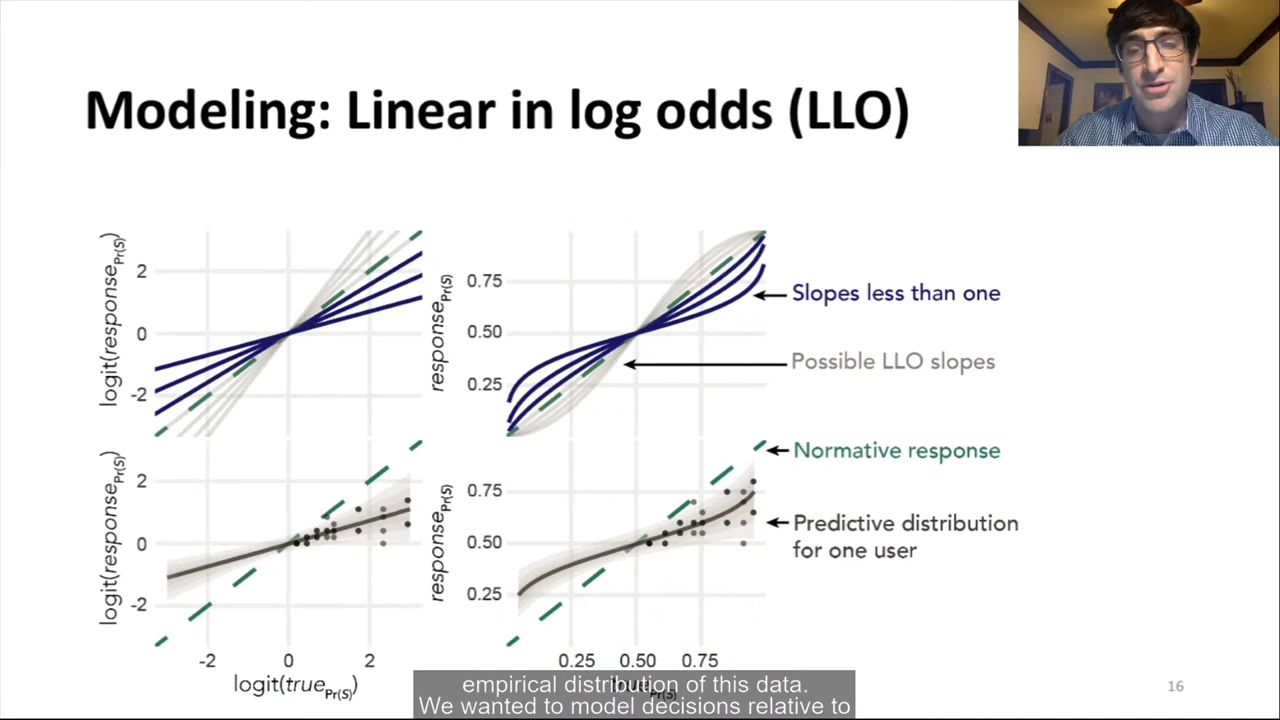 Modeling: Linear in log odds (LLO)
logit(response Pr(S))
2
0
-2
response Pr(S)
0.75
0.50
0.25
Slopes less than one
Possible LLO slopes
logit(response Pr(S))
2
0
-2
response Pr(S)
0.75
0.50
0.25
Normative response
Predictive distribution
for one user
-2 0 2
logit(true Pr(S))
0.25 0.50 0.75
empirical distribution of this data.
We wanted to model decisions relative to
16